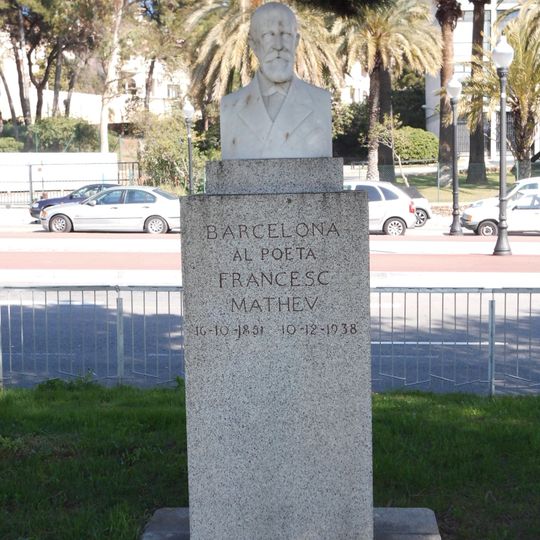 BARCELONA
AL POETA
FRANCESC
MATHEV
16-10-1851 10-12-1938